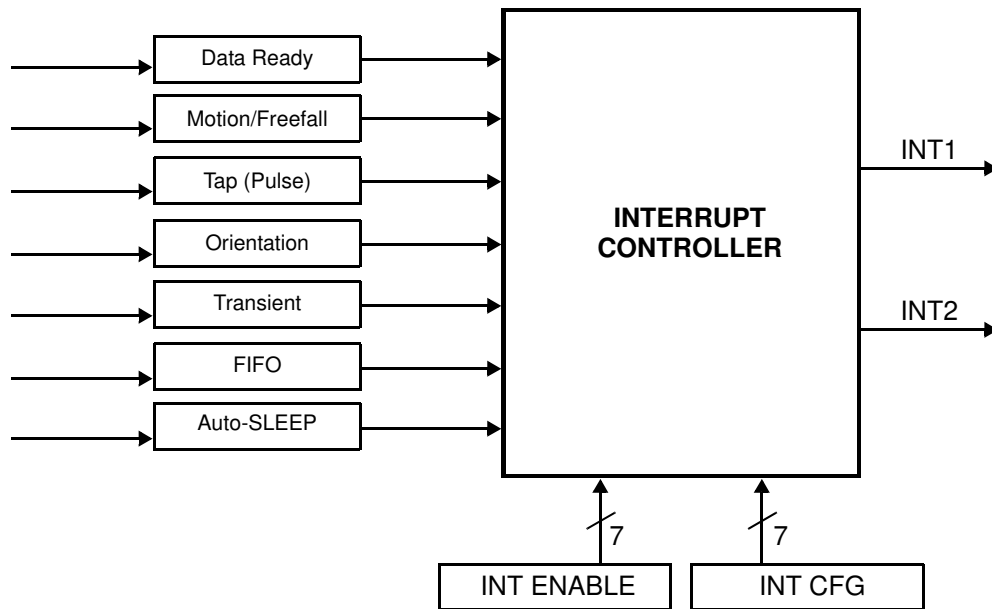 Data Ready
Motion/Freefall
Tap (Pulse)
Orientation
Transient
FIFO
Auto-SLEEP
INTERRUPT
CONTROLLER
INT1
INT2
7
7
INT ENABLE
INT CFG